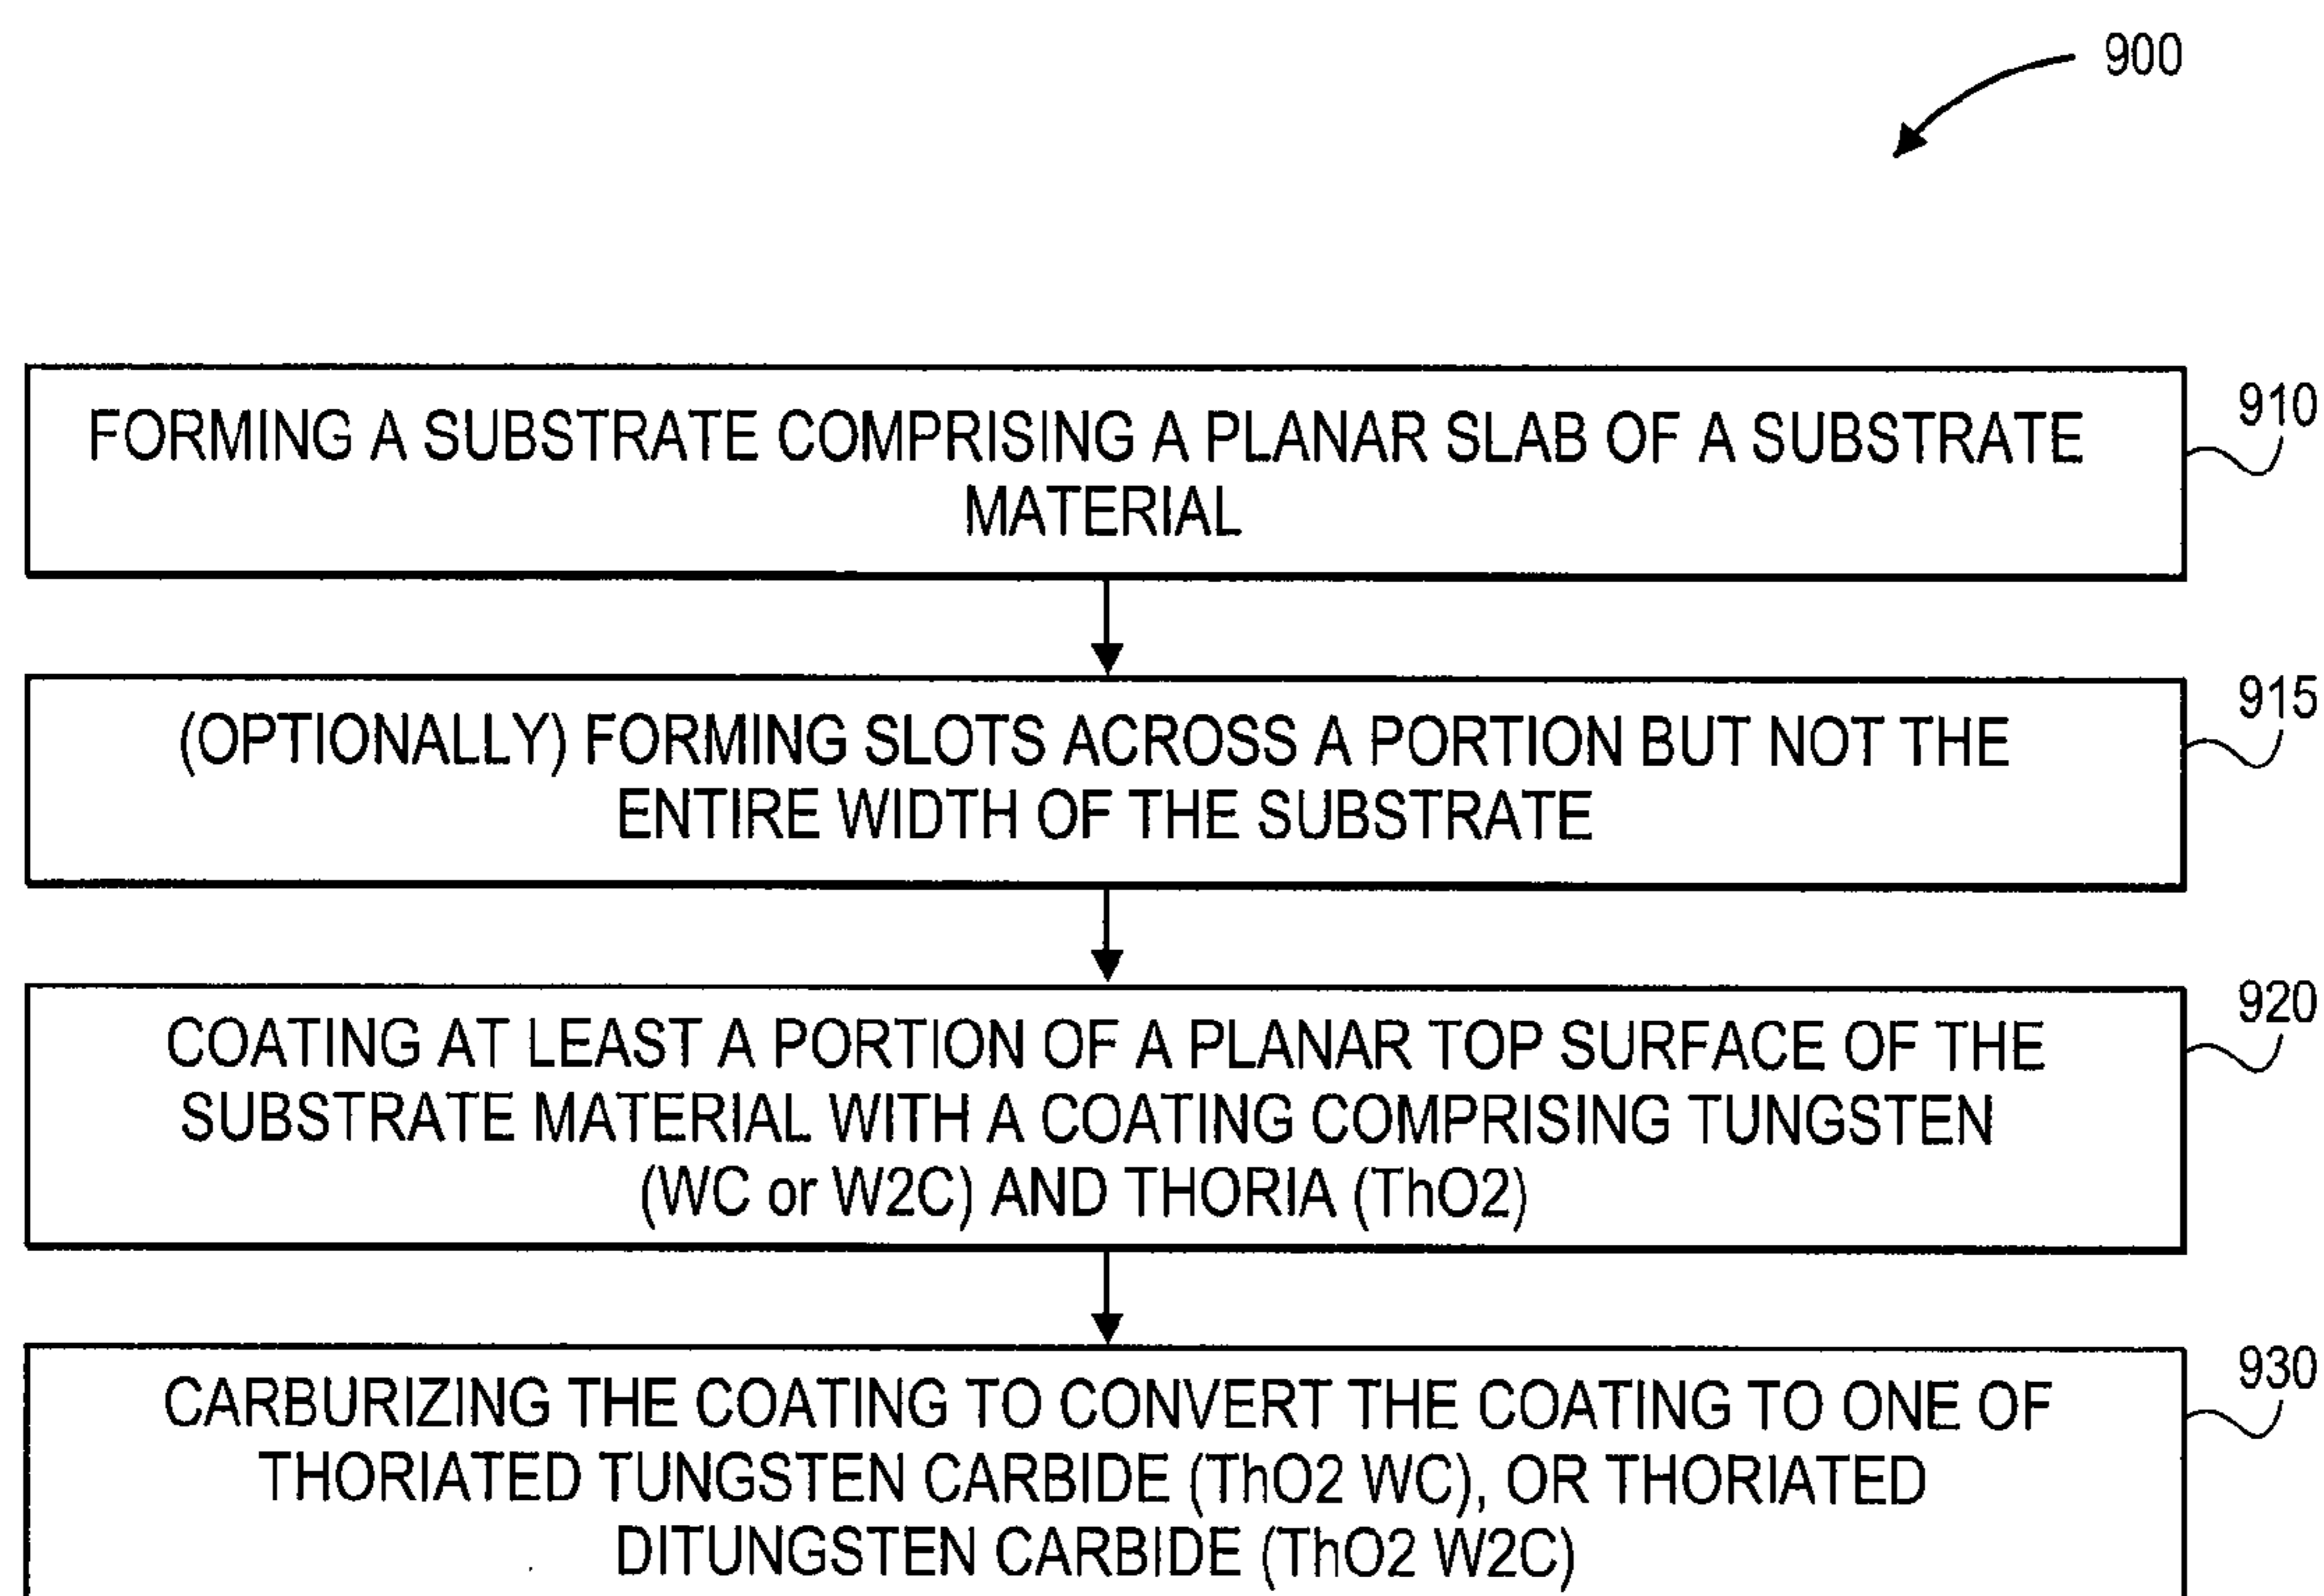 900
FORMING A SUBSTRATE COMPRISING A PLANAR SLAB OF A SUBSTRATE
MATERIAL
910
(OPTIONALLY) FORMING SLOTS ACROSS A PORTION BUT NOT THE
ENTIRE WIDTH OF THE SUBSTRATE
915
COATING AT LEAST A PORTION OF A PLANAR TOP SURFACE OF THE
SUBSTRATE MATERIAL WITH A COATING COMPRISING TUNGSTEN
(WC or W2C) AND THORIA (ThO2)
920
CARBURIZING THE COATING TO CONVERT THE COATING TO ONE OF
THORIATED TUNGSTEN CARBIDE (ThO2 WC), OR THORIATED
DITUNGSTEN CARBIDE (ThO2 W2C)
930